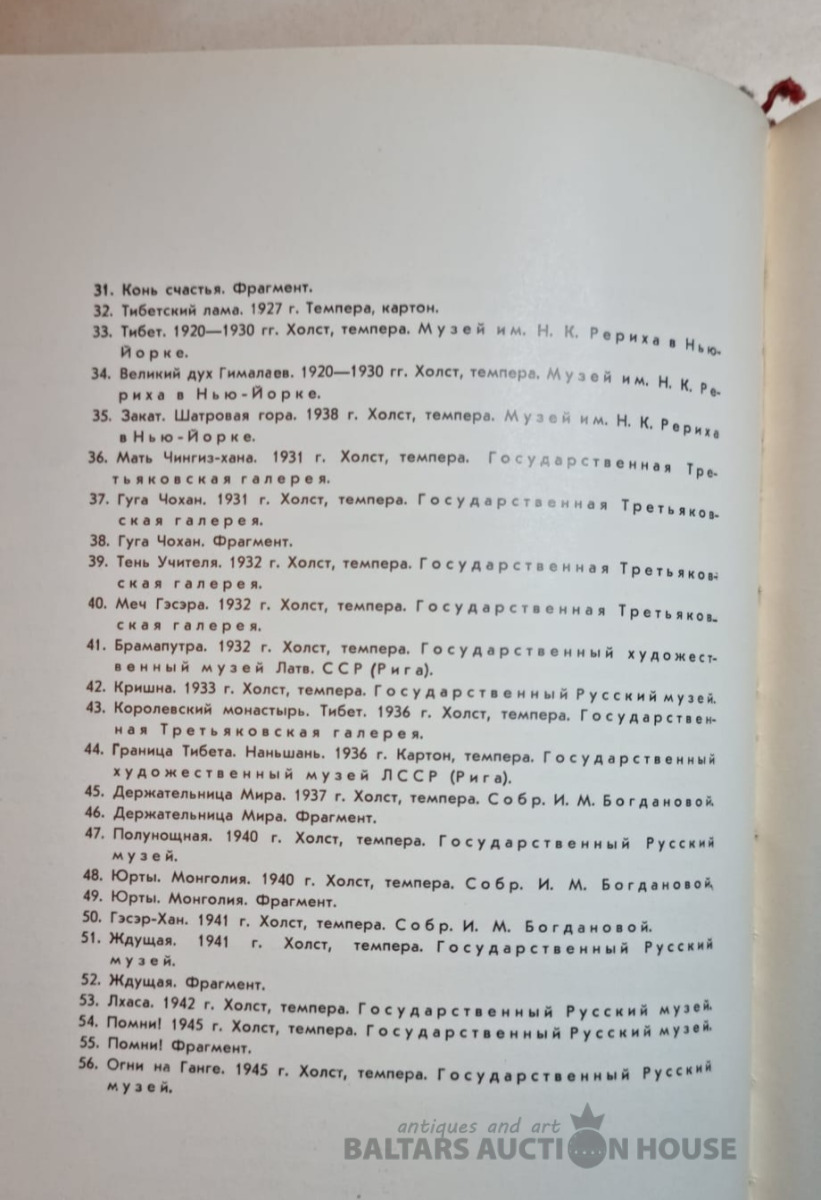 31. Конь счастья. Фрагмент.
32. Тибетский лама. 1927 г. Темпера, картон.
33. Тибет. 1920—1930 гг. Холст, темпера. Музей им. Н. К. Рериха в Нью-
Йорке.
34. Великий дух Гималаев. 1920—1930 гг. Холст, темпера. Музей им. Н. К. Ре-
риха в Нью-Йорке.
35. Закат. Шатровая гора. 1938 г. Холст, темпера. Музей им. Н. К. Рериха
в Нью-Йорке.
36. Мать Чингиз-хана. 1931 г. Холст, темпера. Государственная Тре-
тьяковская галерея.
37. Гуга Чохан. 1931 г. Холст, темпера. Государственная Третьяков-
ская галерея.
38. Гуга Чохан. Фрагмент.
39. Тень Учителя. 1932 г. Холст, темпера. Государственная Третьяков-
ская галерея.
40. Меч Гэсэра. 1932 г. Холст, темпера. Государственная Третьяков-
ская галерея.
41. Брамапутра. 1932 г. Холст, темпера. Государственный художест-
венный музей Латв. ССР (Рига).
42. Кришна. 1933 г. Холст, темпера. Государственный Русский музей.
43. Королевский монастырь. Тибет. 1936 г. Холст, темпера. Государствен-
ная Третьяковская галерея.
44. Граница Тибета. Наньшань. 1936 г. Картон, темпера. Государственный
художественный музей ЛССР (Рига).
45. Держательница Мира. 1937 г. Холст, темпера. Собр. И. М. Богдановой.
46. Держательница Мира. Фрагмент.
47. Полунощная. 1940 г. Холст, темпера. Государственный Русский
музей.
48. Юрты. Монголия. 1940 г. Холст, темпера. Собр. И. М. Богдановой.
49. Юрты. Монголия. Фрагмент.
50. Гэсэр-Хан. 1941 г. Холст, темпера. Собр. И. М. Богдановой.
51. Ждущая. 1941 г. Холст, темпера. Государственный Русский
музей.
52. Ждущая. Фрагмент.
53. Лхаса. 1942 г. Холст, темпера. Государственный Русский музей.
54. Помни! 1945 г. Холст, темпера. Государственный Русский музей.
55. Помни! Фрагмент.
56. Огни на Ганге. 1945 г. Холст, темпера. Государственный Русский
музей.
antiques and art
BALTARS AUCTION HOUSE